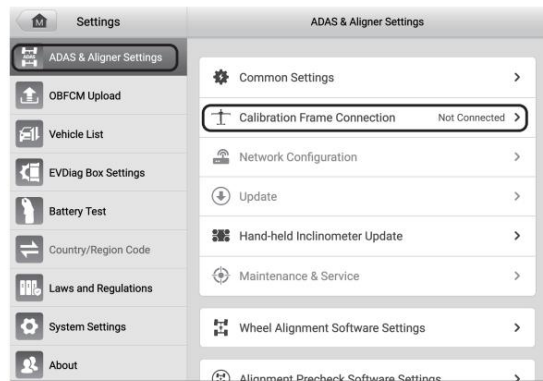 M
Settings
ADAS & Aligner Settings
ADAS
ADAS & Aligner Settings
OBFCM Upload
Vehicle List
EVDiag Box Settings
Battery Test
Country/Region Code
Laws and Regulations
System Settings
About
Common Settings
Calibration Frame Connection Not Connected
Network Configuration
Update
Hand-held Inclinometer Update
Maintenance & Service
Wheel Alignment Software Settings
Alignment Precheck Software Settings